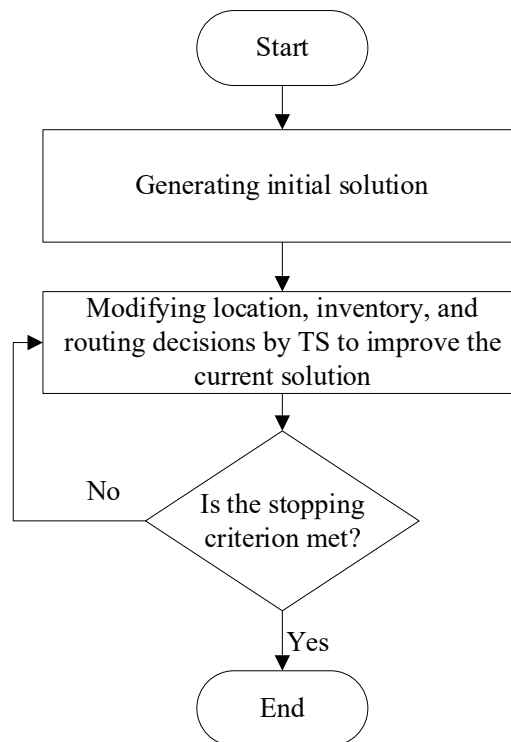 Start
Generating initial solution
Modifying location, inventory, and
routing decisions by TS to improve the
current solution
No
Is the stopping
criterion met?
Yes
End